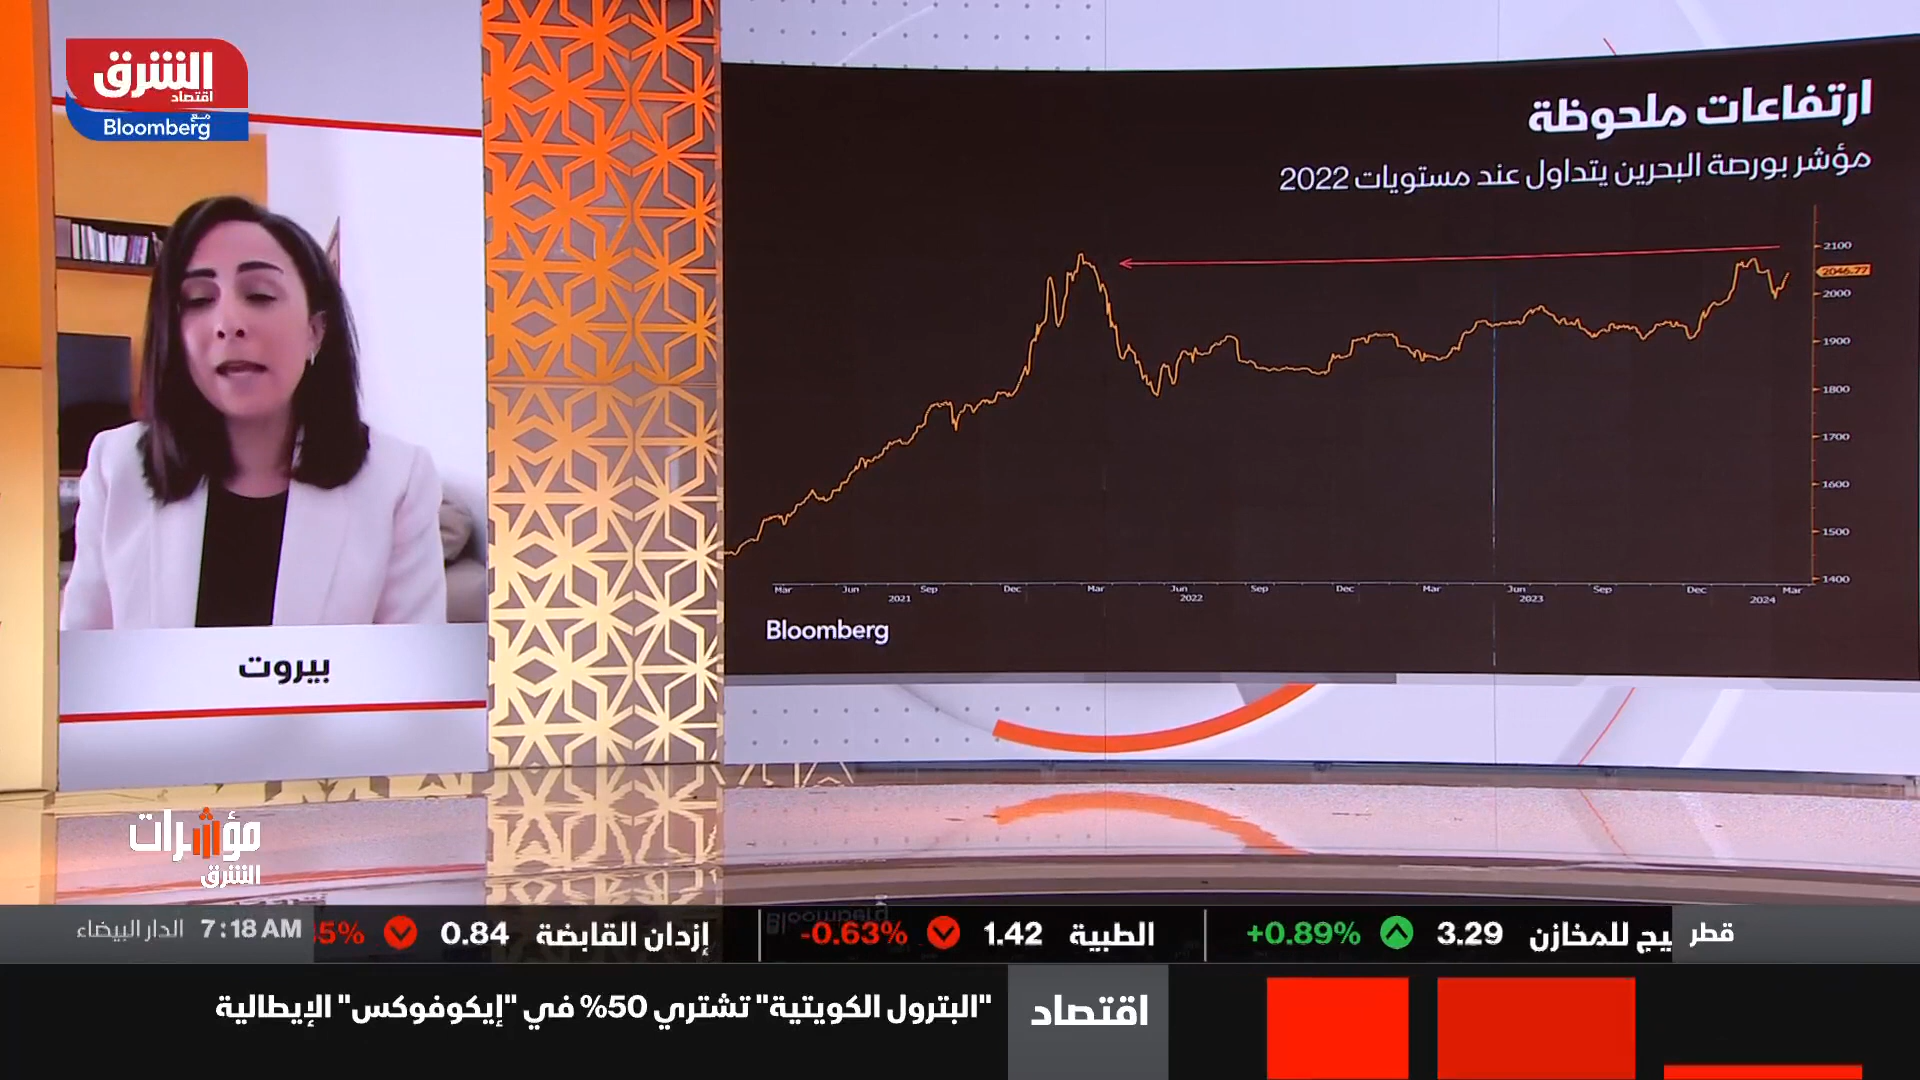 الشرق
اقتصاد
مع
Bloomberg
ارتفاعات ملحوظة
مؤشر بورصة البحرين يتداول عند مستويات 2022
2100
2046.77
2000
1900
1800
1700
1600
1500
1400
Mar Jun Sep Dec Mar Jun Sep Dec Mar Jun Sep Dec Mar
2021 2022 2023 2024
Bloomberg
بيروت
مؤشرات
الشرق
قطر يج للمخازن 3.29 +0.89% الطبية 1.42 -0.63% إزدان القابضة 0.84 5%
7:18 AM الدار البيضاء
اقتصاد
"البترول الكويتية" تشتري 50% في "إيكوفوكس" الإيطالية